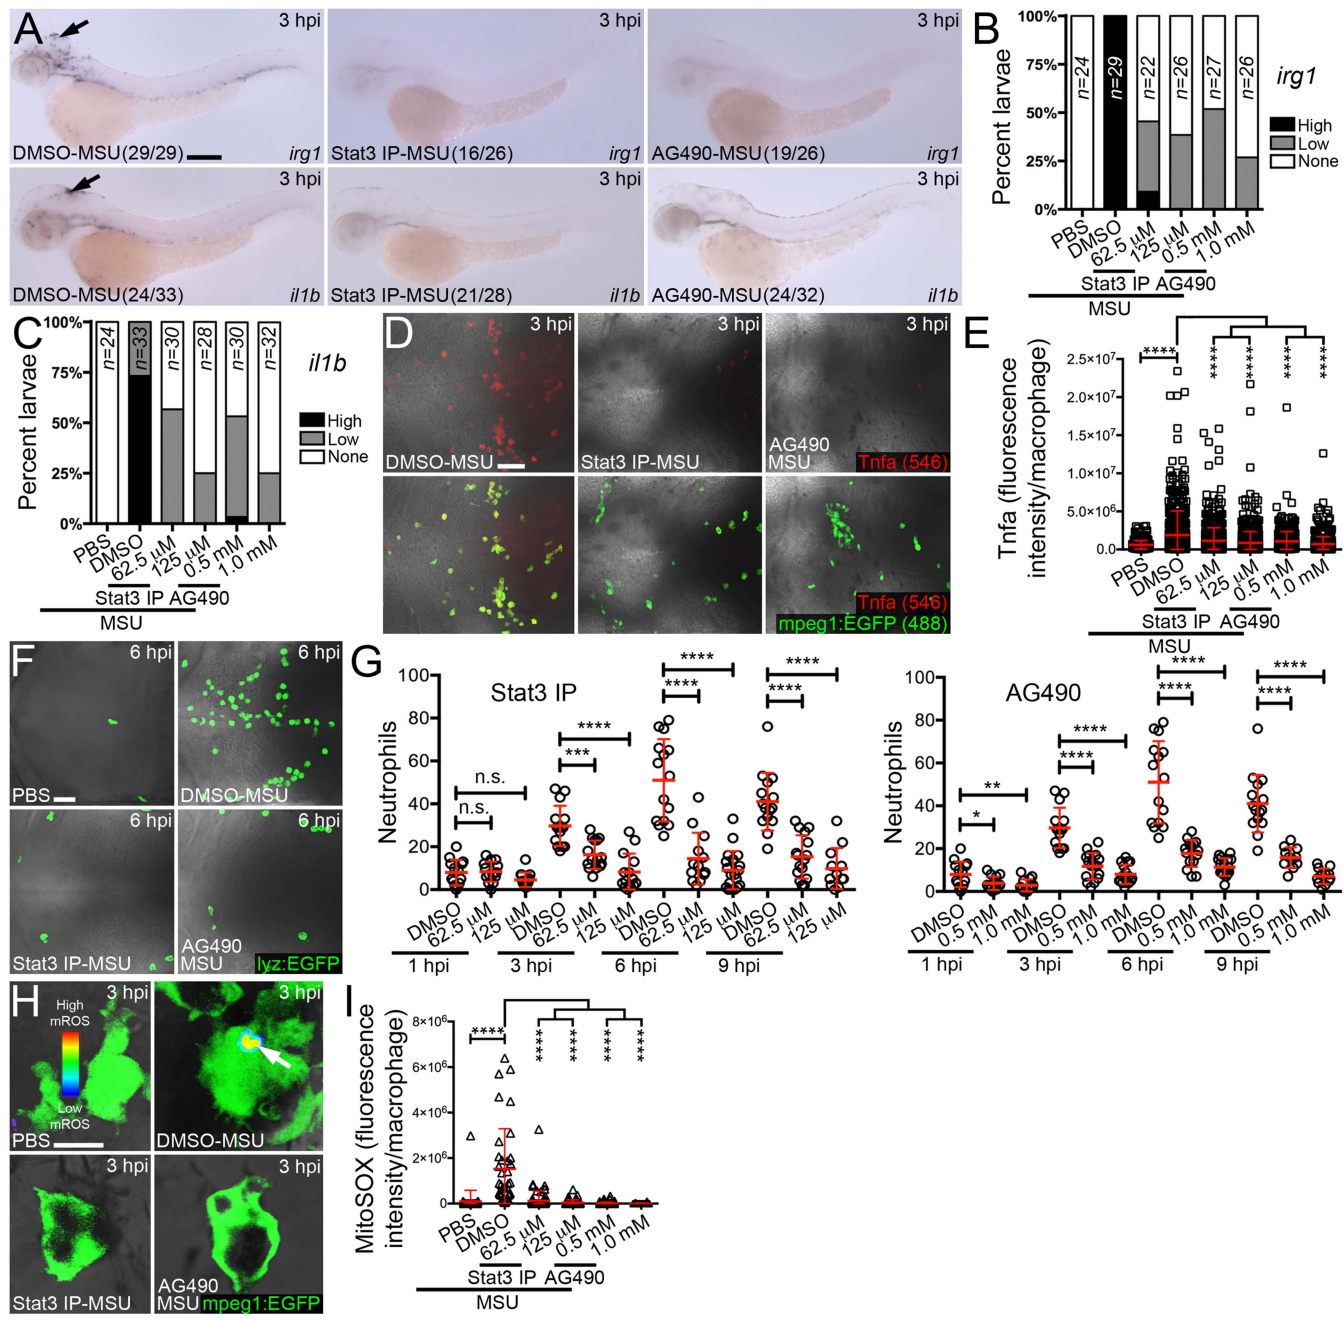 A
3 hpi
3 hpi
3 hpi
DMSO-MSU(29/29)
irg1
Stat3 IP-MSU(16/26)
irg1
AG490-MSU(19/26)
irg1
3 hpi
3 hpi
3 hpi
DMSO-MSU(24/33)
il1b
Stat3 IP-MSU(21/28)
il1b
AG490-MSU(24/32)
il1b
B
Percent larvae
100%
75%
50%
25%
0%
n=24
n=29
n=22
n=26
n=27
n=26
irg1
High
Low
None
PBS
DMSO
62.5 µM
125 µM
0.5 mM
1.0 mM
Stat3 IP AG490
MSU
C
Percent larvae
100%
75%
50%
25%
0%
n=24
n=33
n=30
n=28
n=30
n=32
il1b
High
Low
None
PBS
DMSO
62.5 µM
125 µM
0.5 mM
1.0 mM
Stat3 IP AG490
MSU
D
3 hpi
3 hpi
3 hpi
DMSO-MSU
Stat3 IP-MSU
AG490
MSU
Tnfa (546)
Tnfa (546)
mpeg1:EGFP (488)
E
Tnfa (fluorescence
intensity/macrophage)
2.5×10⁷
2.0×10⁷
1.5×10⁷
1.0×10⁷
5.0×10⁶
0.0
****
****
****
****
****
PBS
DMSO
62.5 µM
125 µM
0.5 mM
1.0 mM
Stat3 IP AG490
MSU
F
6 hpi
6 hpi
PBS
DMSO-MSU
6 hpi
6 hpi
Stat3 IP-MSU
AG490
MSU
lyz:EGFP
G
Stat3 IP
Neutrophils
100
80
60
40
20
0
n.s.
n.s.
***
****
****
****
****
****
DMSO
62.5 µM
125 µM
DMSO
62.5 µM
125 µM
DMSO
62.5 µM
125 µM
DMSO
62.5 µM
125 µM
1 hpi
3 hpi
6 hpi
9 hpi
AG490
Neutrophils
100
80
60
40
20
0
*
**
****
****
****
****
****
****
DMSO
0.5 mM
1.0 mM
DMSO
0.5 mM
1.0 mM
DMSO
0.5 mM
1.0 mM
DMSO
0.5 mM
1.0 mM
1 hpi
3 hpi
6 hpi
9 hpi
H
3 hpi
High
mROS
Low
mROS
PBS
3 hpi
DMSO-MSU
3 hpi
Stat3 IP-MSU
3 hpi
AG490
MSU
mpeg1:EGFP
I
MitoSOX (fluorescence
intensity/macrophage)
8×10⁶
6×10⁶
4×10⁶
2×10⁶
0
****
****
****
****
****
PBS
DMSO
62.5 µM
125 µM
0.5 mM
1.0 mM
Stat3 IP AG490
MSU